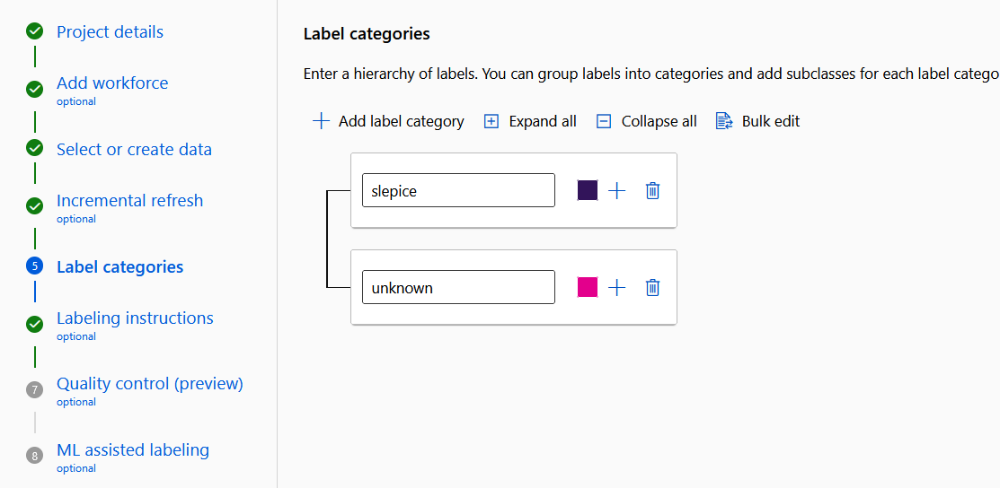 Project details
Add workforce
optional
Select or create data
Incremental refresh
optional
5
Label categories
Labeling instructions
optional
7
Quality control (preview)
optional
8
ML assisted labeling
optional
Label categories
Enter a hierarchy of labels. You can group labels into categories and add subclasses for each label catego
Add label category Expand all Collapse all Bulk edit
slepice
unknown